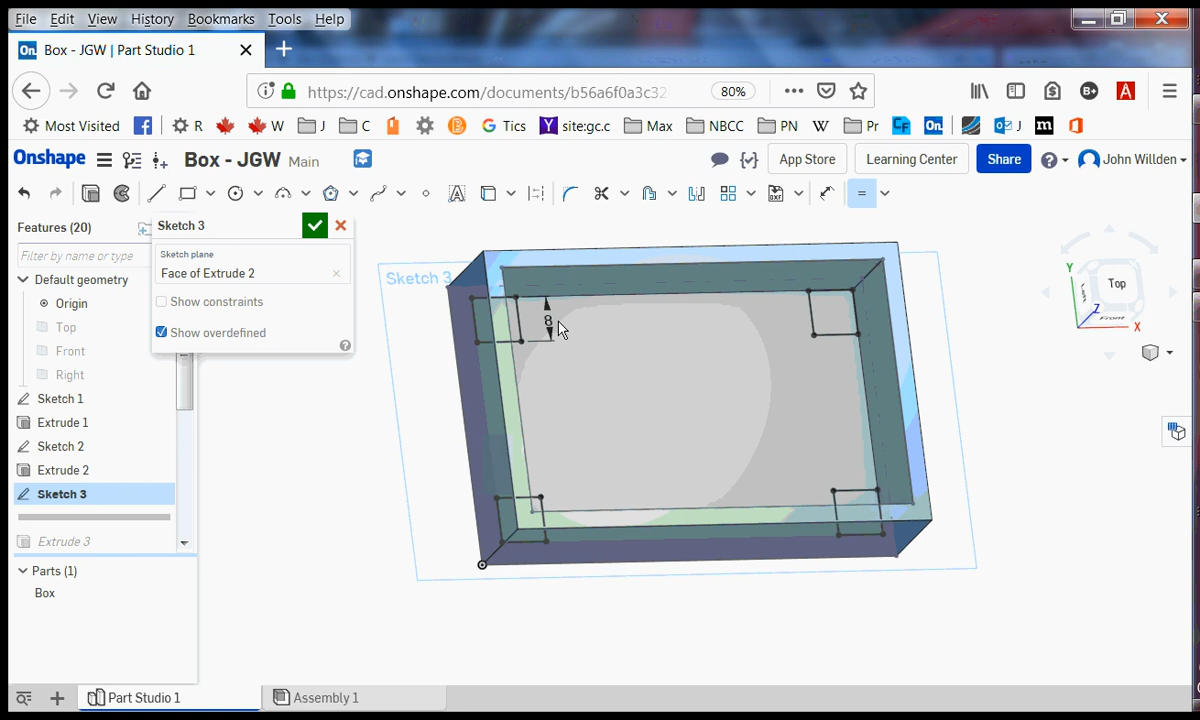 File Edit View History Bookmarks Tools Help
On Box - JGW | Part Studio 1
https://cad.onshape.com/documents/b56a6f0a3c32 80%
Most Visited R W J C Tics site:gc.c Max NBCC PN W Pr CF On J m
Onshape Box - JGW Main App Store Learning Center Share John Willden
Features (20)
Filter by name or type
Default geometry
Origin
Top
Front
Right
Sketch 1
Extrude 1
Sketch 2
Extrude 2
Sketch 3
Extrude 3
Parts (1)
Box
Sketch 3
Sketch plane
Face of Extrude 2
Show constraints
Show overdefined
Sketch 3
8
Y
Left
Top
Z
Front
X
Part Studio 1 Assembly 1